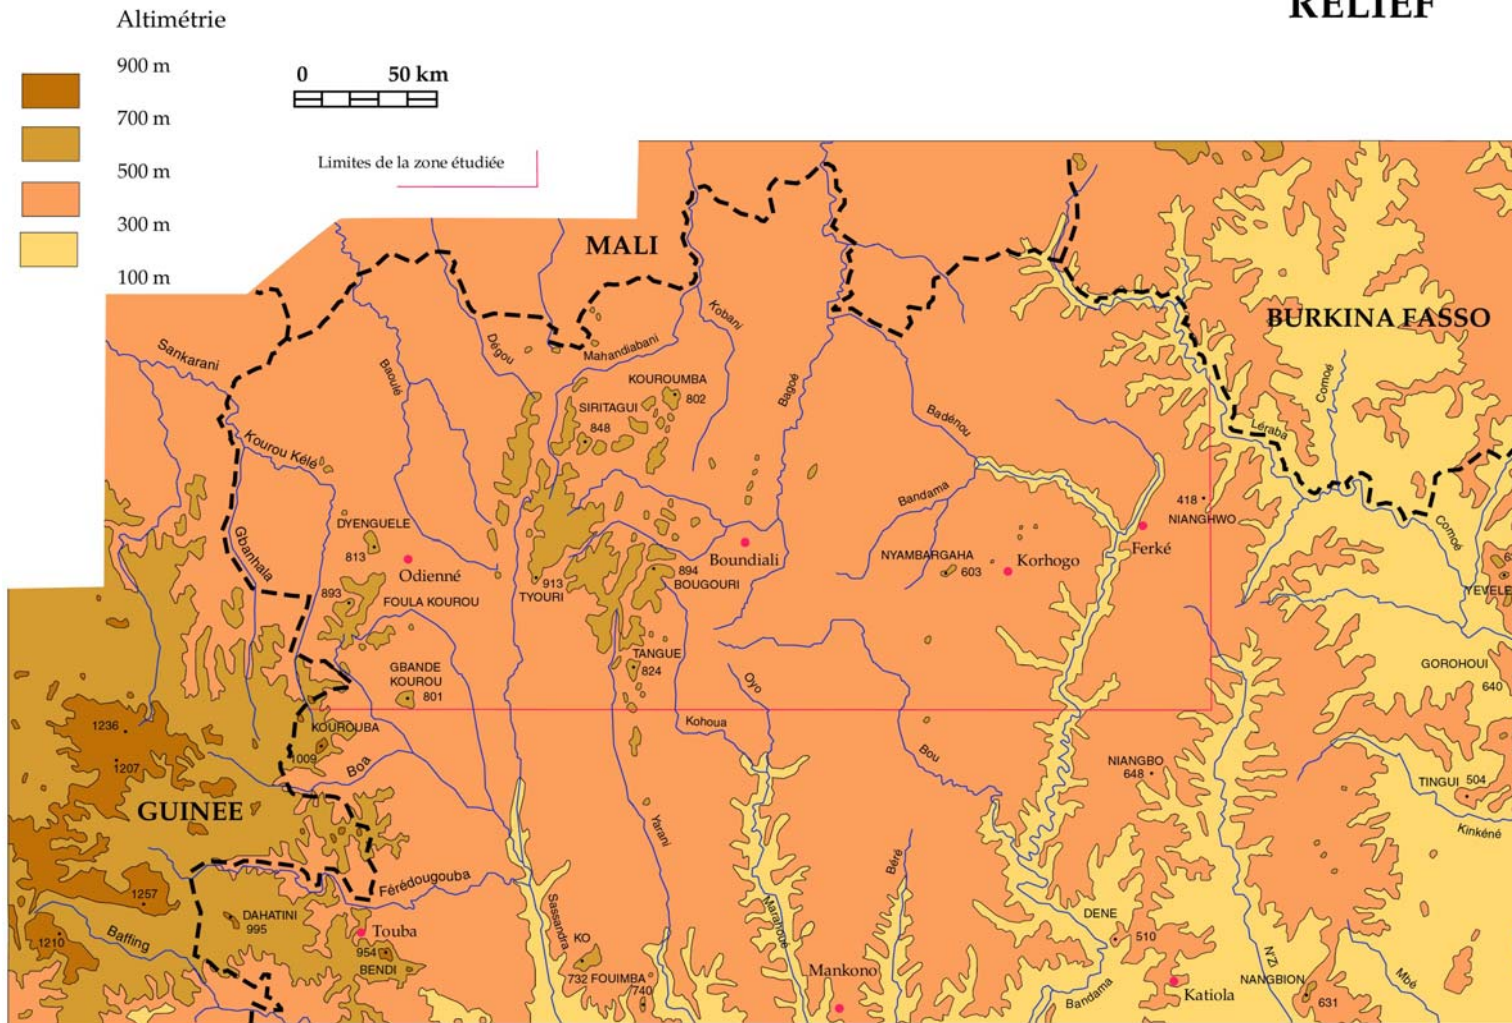 RELIEF
Altimétrie
900 m
700 m
500 m
300 m
100 m
0 50 km
Limites de la zone étudiée
MALI
BURKINA FASSO
GUINEE
Sankarani
Kourou Kélé
Gbanhala
Baoulé
Dégou
Mahandiabani
Kobani
Bagoé
Badénou
Bandama
Léraba
Comoé
Comoé
KOUROUMBA
802
SIRITAGUI
848
DYENGUELE
813
Odienné
893
FOULA KOUROU
913
TYOURI
894
BOUGOURI
Boundiali
NYAMBARGAHA
603
Korhogo
Ferké
418
NIANGHWO
YEVELE
TANGUE
824
GBANDE
KOUROU
801
KOUROUBA
1009
Boa
Oyo
Kohoua
Bou
GOROHOUI
640
NIANGBO
648
TINGUI 504
Kinkéné
1236
1207
1257
1210
Baffing
DAHATINI
995
Férédougouba
Touba
954
BENDI
Yarani
Sassandra
KO
732 FOUIMBA
740
Marahoué
Béré
Mankono
DENE
510
Bandama
Katiola
N'Zi
NANGBION
631
Mbé